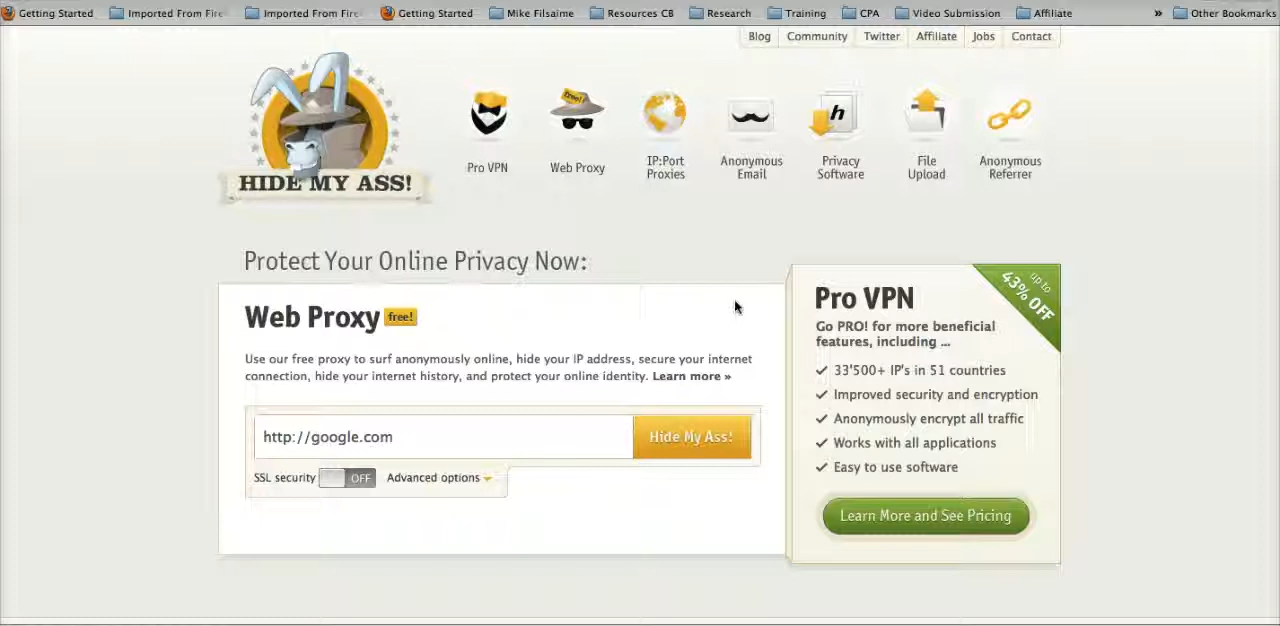 Getting Started Imported From Fire Imported From Fire Getting Started Mike Filsaime Resources CB Research Training CPA Video Submission Affiliate » Other Bookmarks
Blog Community Twitter Affiliate Jobs Contact
free!
h
HIDE MY ASS!
Pro VPN
Web Proxy
IP:Port
Proxies
Anonymous
Email
Privacy
Software
File
Upload
Anonymous
Referrer
Protect Your Online Privacy Now:
Web Proxy free!
Use our free proxy to surf anonymously online, hide your IP address, secure your internet
connection, hide your internet history, and protect your online identity. Learn more »
http://google.com Hide My Ass!
SSL security OFF Advanced options
up to
43% OFF
Pro VPN
Go PRO! for more beneficial
features, including ...
33'500+ IP's in 51 countries
Improved security and encryption
Anonymously encrypt all traffic
Works with all applications
Easy to use software
Learn More and See Pricing